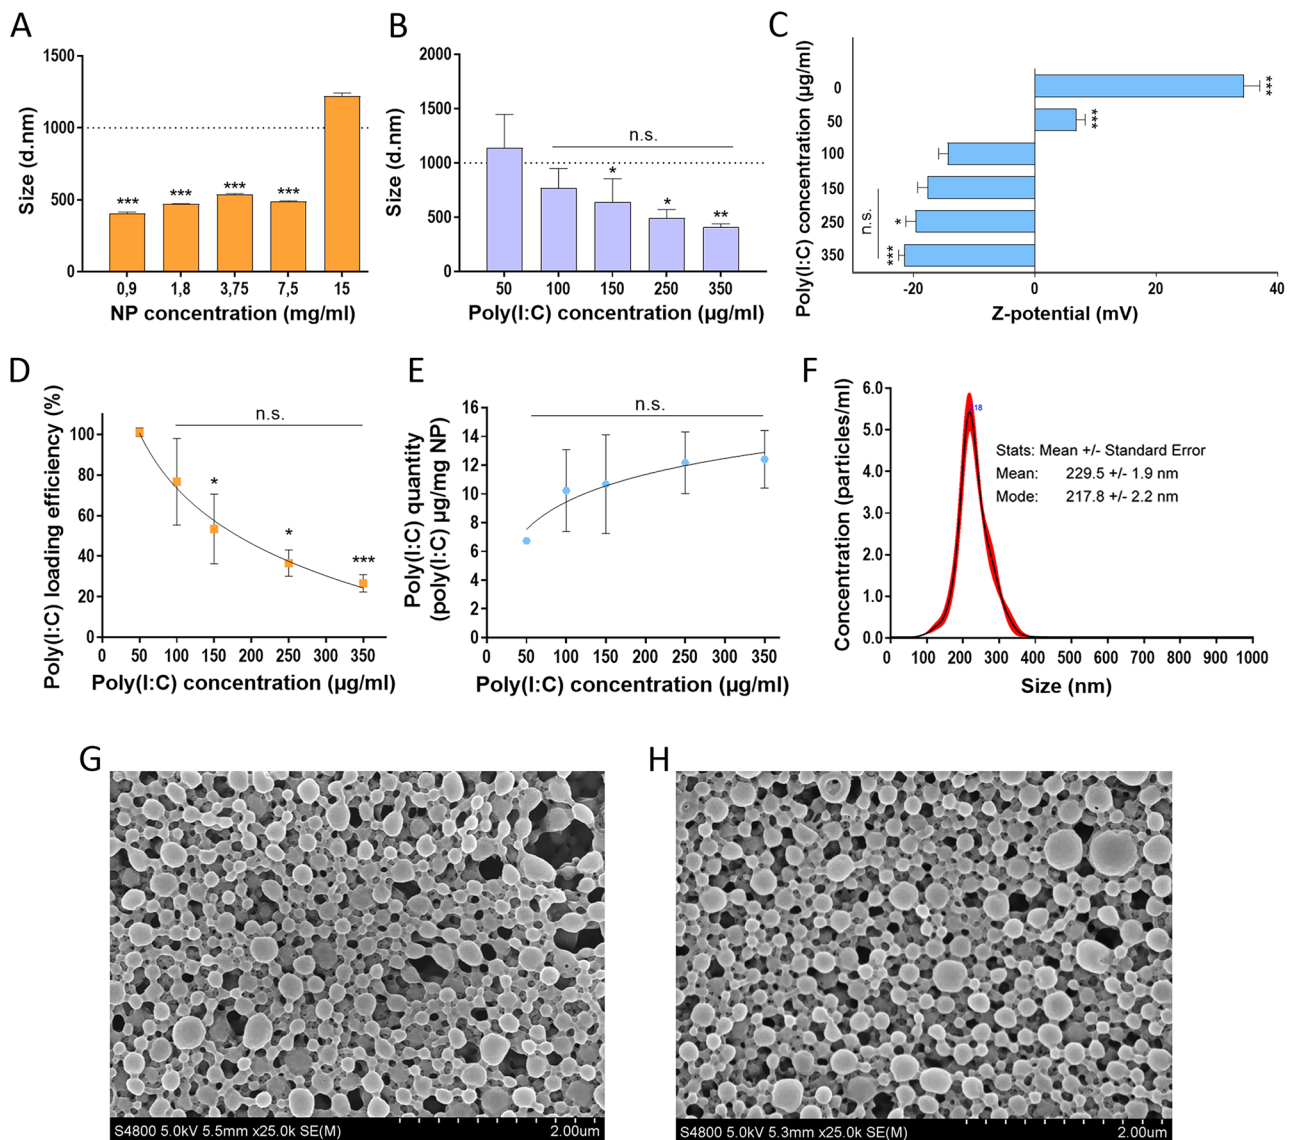 A
Size (d.nm)
1500
1000
500
0
***
***
***
***
0,9
1,8
3,75
7,5
15
NP concentration (mg/ml)
B
Size (d.nm)
2000
1500
1000
500
0
n.s.
*
*
**
50
100
150
250
350
Poly(I:C) concentration (µg/ml)
C
Poly(I:C) concentration (µg/ml)
0
50
100
150
250
350
n.s.
***
***
*
***
-20
0
20
40
Z-potential (mV)
D
Poly(I:C) loading efficiency (%)
100
80
60
40
20
0
n.s.
*
*
***
0
50
100
150
200
250
300
350
Poly(I:C) concentration (µg/ml)
E
Poly(I:C) quantity
(poly(I:C) µg/mg NP)
16
14
12
10
8
6
4
2
0
n.s.
0
50
100
150
200
250
300
350
Poly(I:C) concentration (µg/ml)
F
Concentration (particles/ml)
6.0
5.0
4.0
3.0
2.0
1.0
0.0
Stats: Mean +/- Standard Error
Mean: 229.5 +/- 1.9 nm
Mode: 217.8 +/- 2.2 nm
0
100
200
300
400
500
600
700
800
900
1000
Size (nm)
G
S4800 5.0kV 5.5mm x25.0k SE(M)
2.00um
H
S4800 5.0kV 5.3mm x25.0k SE(M)
2.00um